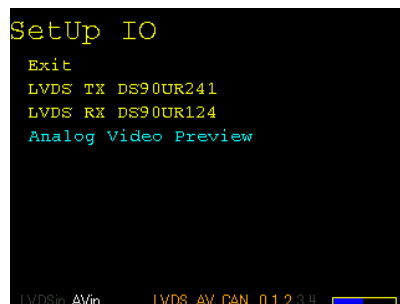 SetUp IO
Exit
LVDS TX DS90UR241
LVDS RX DS90UR124
Analog Video Preview
LVDSin AVin LVDS AV CAN 0 1 2 3 4